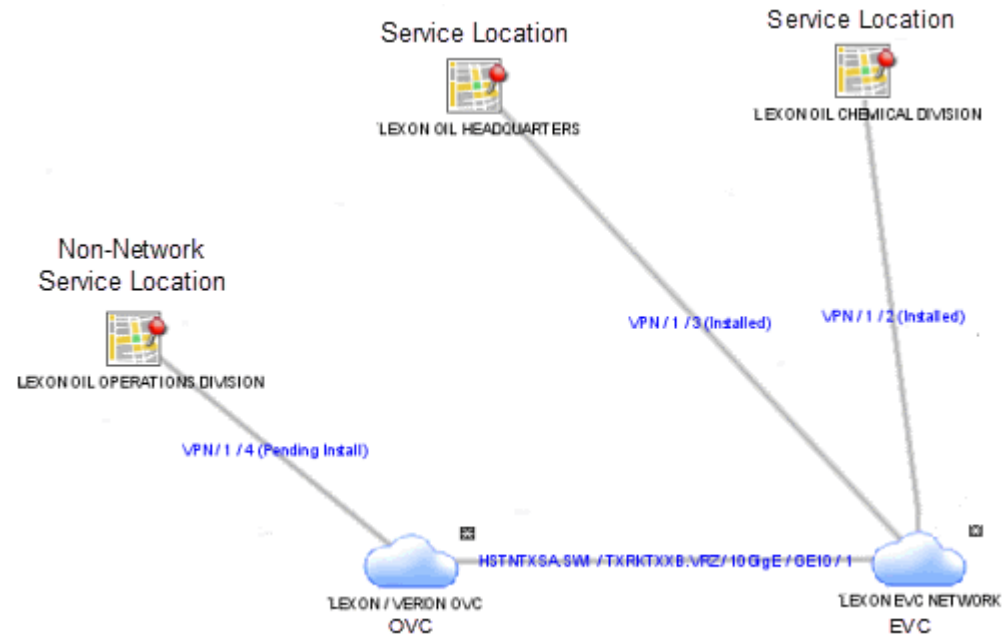 Service Location
LEXON OIL HEADQUARTERS
Service Location
LEXON OIL CHEMICAL DIVISION
Non-Network
Service Location
LEXON OIL OPERATIONS DIVISION
VPN / 1 / 3 (Installed)
VPN / 1 / 2 (Installed)
VPN / 1 / 4 (Pending Install)
HSTNTXSA.SWI / TXRKTXXB.VRZ / 10 GigE / GE10 / 1
LEXON / VERION OVC
OVC
LEXON EVC NETWORK
EVC